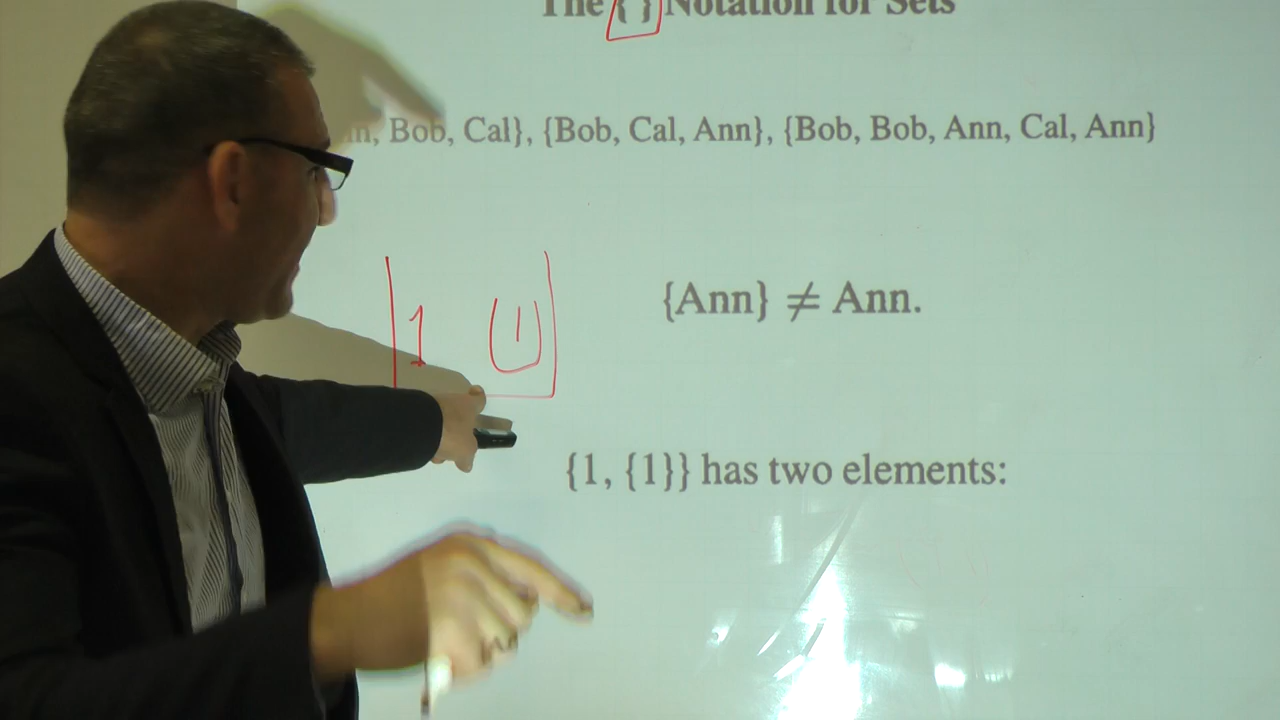 The { } Notation for Sets
Bob, Cal}, {Bob, Cal, Ann}, {Bob, Bob, Ann, Cal, Ann}
1 1
{Ann} ≠ Ann.
{1, {1}} has two elements: